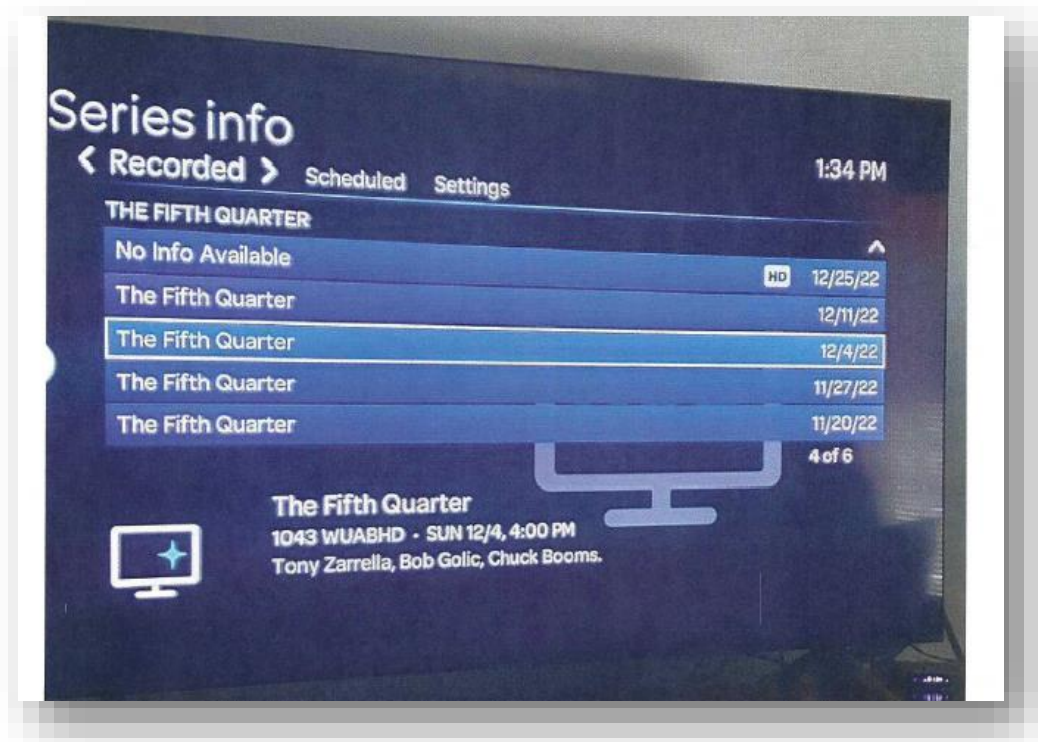 Series info
< Recorded > Scheduled Settings 1:34 PM
THE FIFTH QUARTER
No Info Available HD 12/25/22
The Fifth Quarter 12/11/22
The Fifth Quarter 12/4/22
The Fifth Quarter 11/27/22
The Fifth Quarter 11/20/22
4 of 6
The Fifth Quarter
1043 WUABHD • SUN 12/4, 4:00 PM
Tony Zarrella, Bob Golic, Chuck Booms.